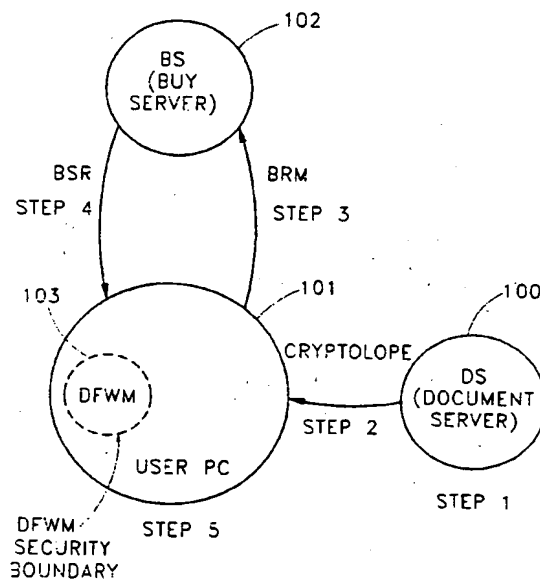 102
BS
(BUY
SERVER)
BSR
STEP 4
BRM
STEP 3
103
101
100
CRYPTOLOPE
DFWM
DS
(DOCUMENT
SERVER)
STEP 2
USER PC
STEP 1
DFWM
SECURITY
BOUNDARY
STEP 5